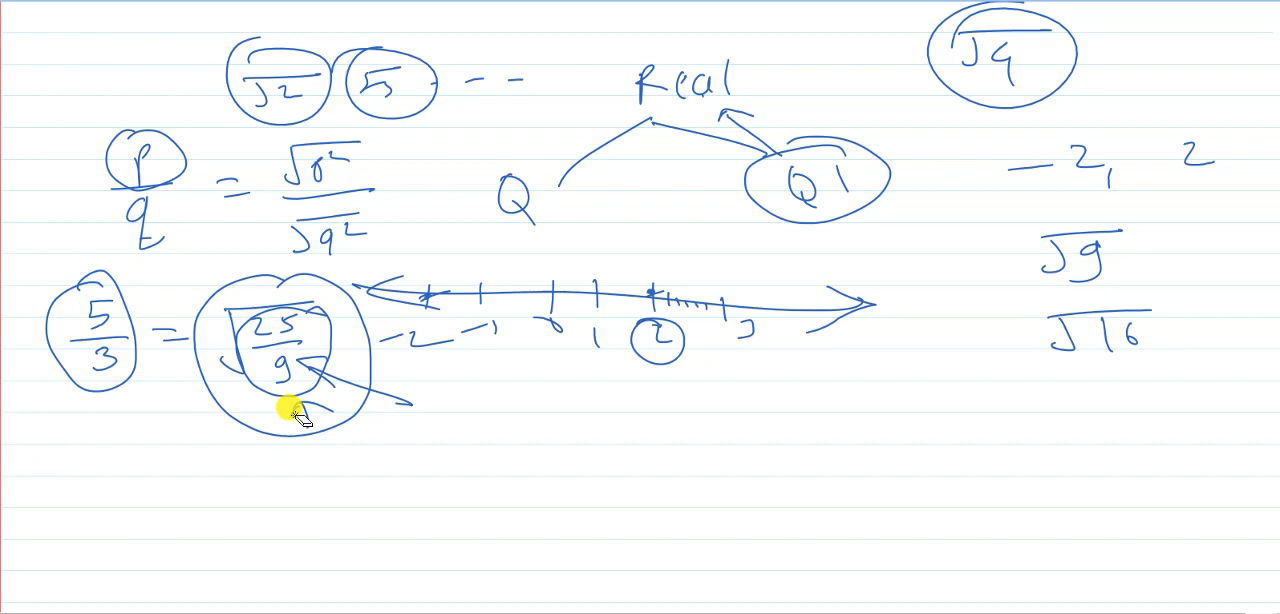 √2 √5 - -
Real
√4
p/q = √p² / √q²
Q Q1
-2, 2
√9
√16
5/3 = √25/9
-2 -1 0 1 2 3